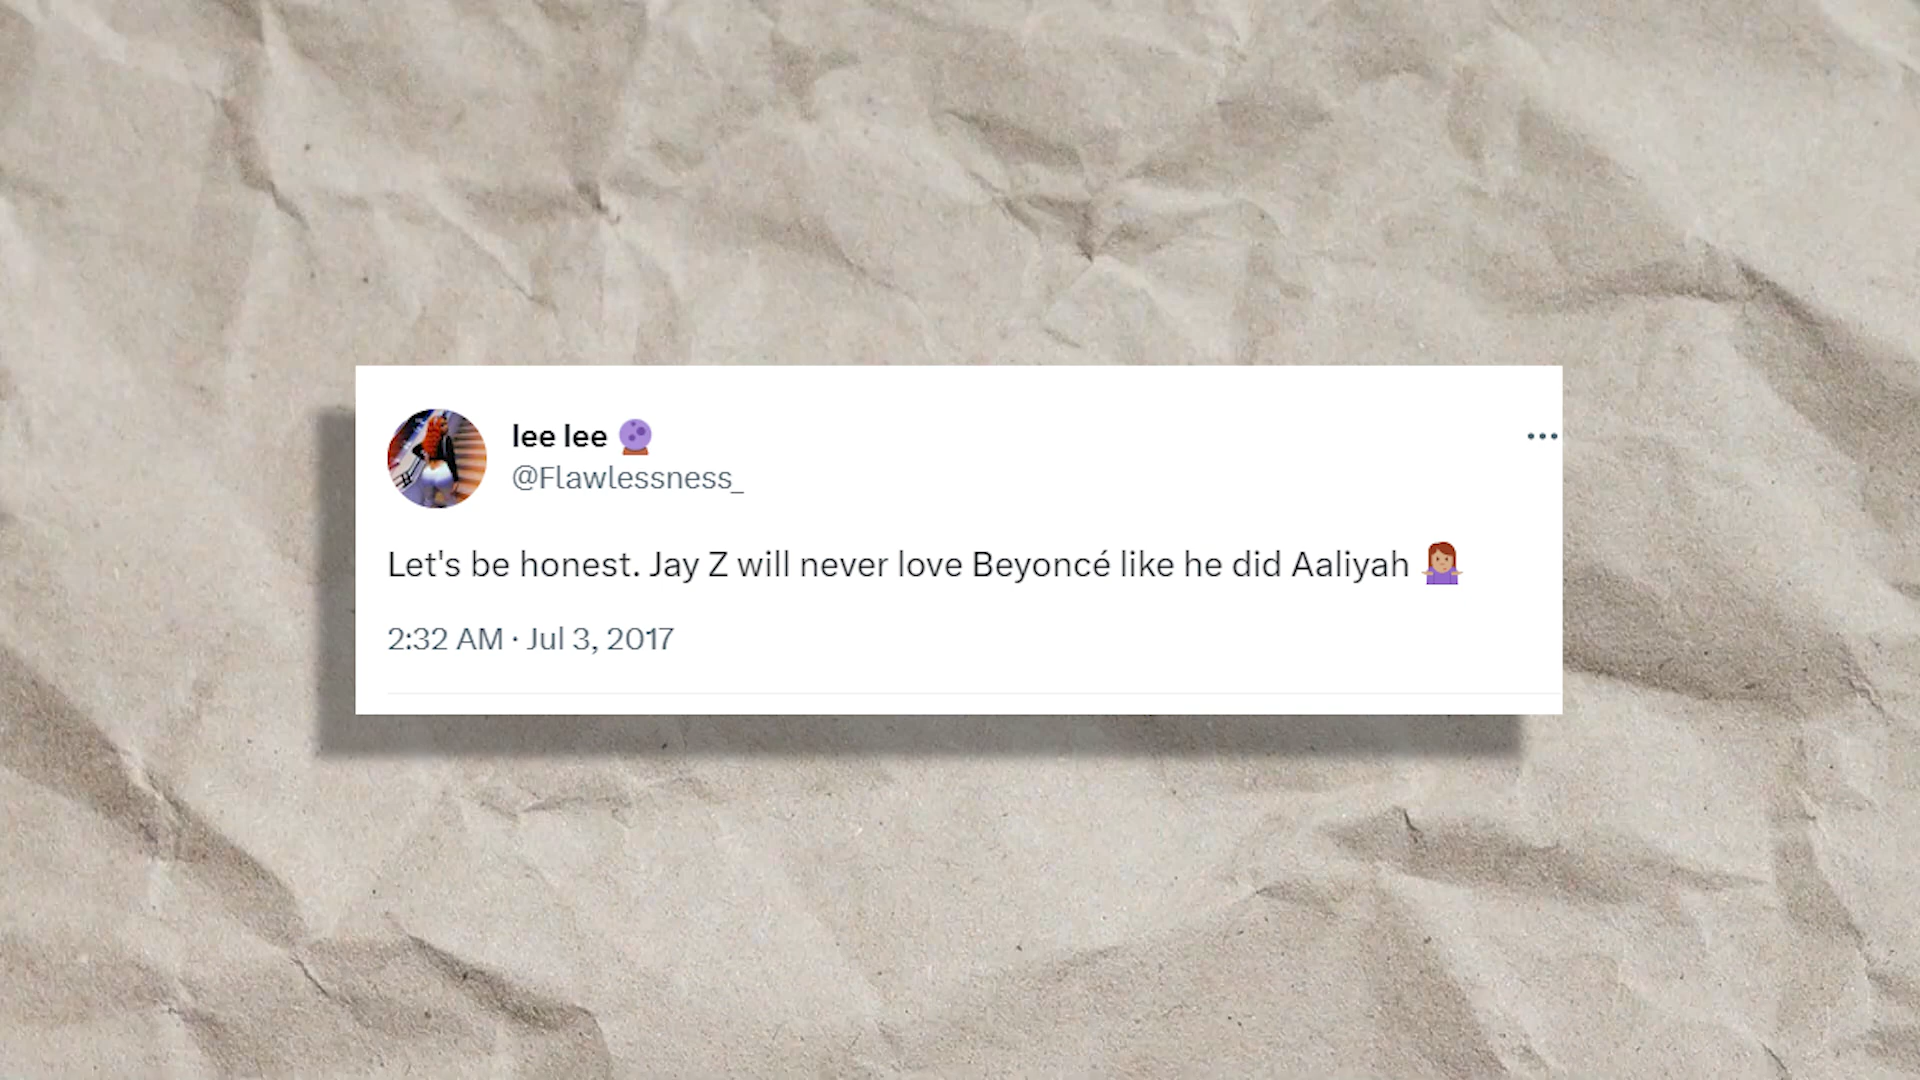 lee lee 🔮
@Flawlessness_
Let's be honest. Jay Z will never love Beyoncé like he did Aaliyah 🤷🏽‍♀️
2:32 AM · Jul 3, 2017